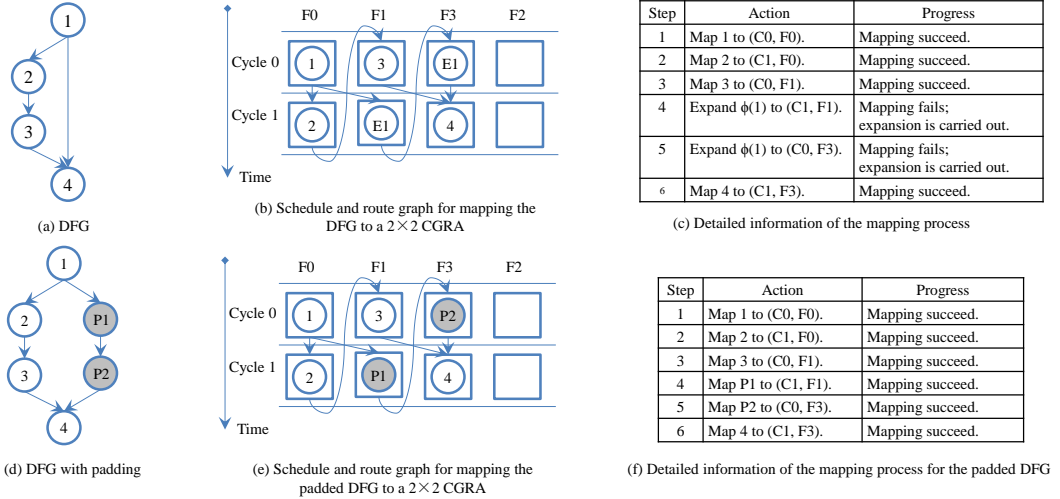 1
2
3
4
(a) DFG
F0 F1 F3 F2
Cycle 0
1 3 E1
Cycle 1
2 E1 4
Time
(b) Schedule and route graph for mapping the
DFG to a 2×2 CGRA
Step Action Progress
1 Map 1 to (C0, F0). Mapping succeed.
2 Map 2 to (C1, F0). Mapping succeed.
3 Map 3 to (C0, F1). Mapping succeed.
4 Expand ϕ(1) to (C1, F1). Mapping fails;
expansion is carried out.
5 Expand ϕ(1) to (C0, F3). Mapping fails;
expansion is carried out.
6 Map 4 to (C1, F3). Mapping succeed.
(c) Detailed information of the mapping process
1
2 P1
3 P2
4
(d) DFG with padding
F0 F1 F3 F2
Cycle 0
1 3 P2
Cycle 1
2 P1 4
Time
(e) Schedule and route graph for mapping the
padded DFG to a 2×2 CGRA
Step Action Progress
1 Map 1 to (C0, F0). Mapping succeed.
2 Map 2 to (C1, F0). Mapping succeed.
3 Map 3 to (C0, F1). Mapping succeed.
4 Map P1 to (C1, F1). Mapping succeed.
5 Map P2 to (C0, F3). Mapping succeed.
6 Map 4 to (C1, F3). Mapping succeed.
(f) Detailed information of the mapping process for the padded DFG